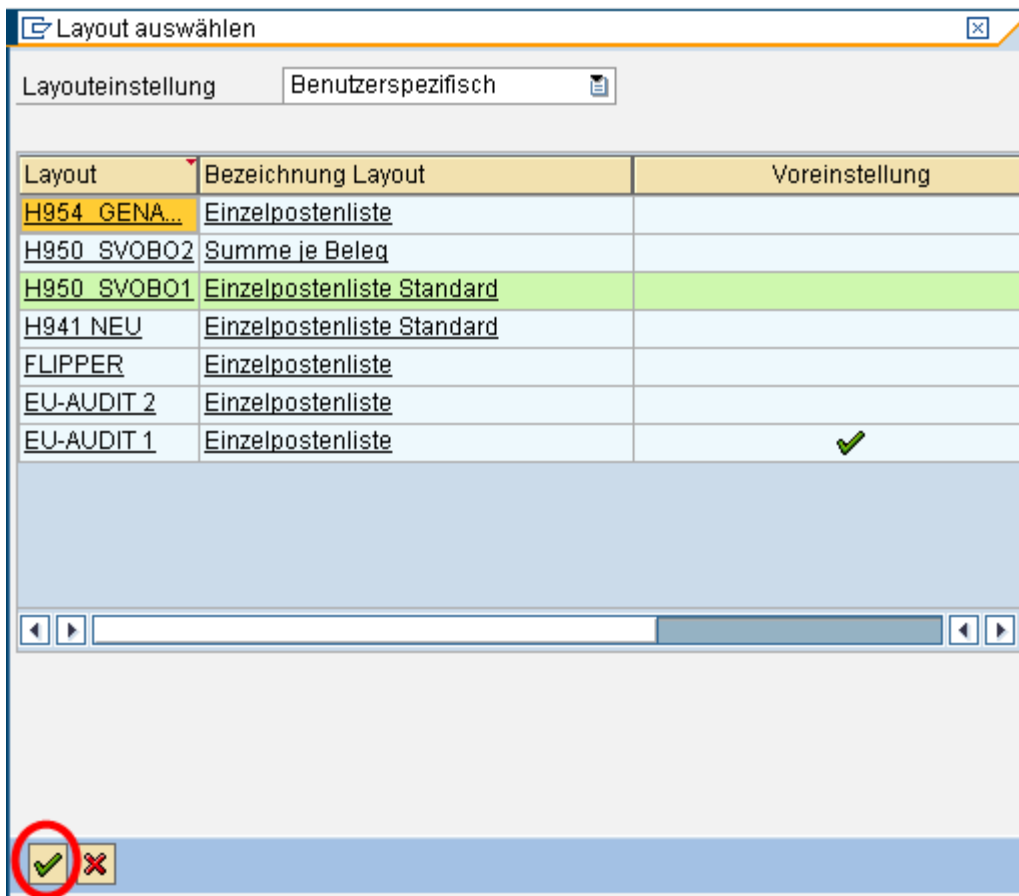 Layout auswählen
Layouteinstellung Benutzerspezifisch
Layout Bezeichnung Layout Voreinstellung
H954_GENA... Einzelpostenliste
H950_SVOBO2 Summe je Beleg
H950_SVOBO1 Einzelpostenliste Standard
H941 NEU Einzelpostenliste Standard
FLIPPER Einzelpostenliste
EU-AUDIT 2 Einzelpostenliste
EU-AUDIT 1 Einzelpostenliste